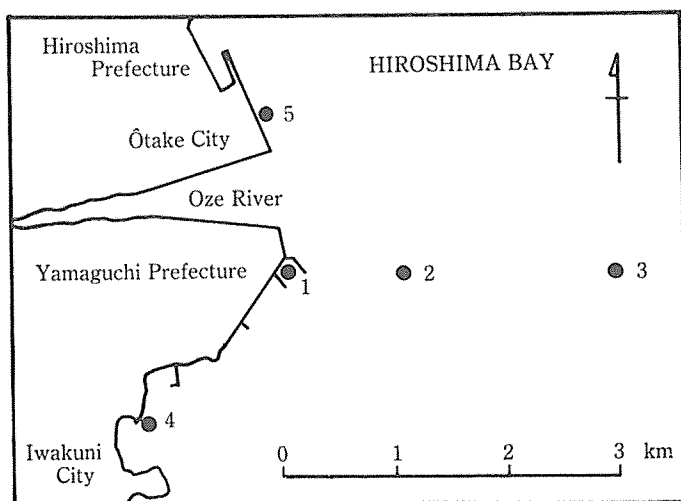 Hiroshima
Prefecture
HIROSHIMA BAY
5
Ôtake City
Oze River
Yamaguchi Prefecture
1
2
3
4
Iwakuni
City
0 1 2 3 km